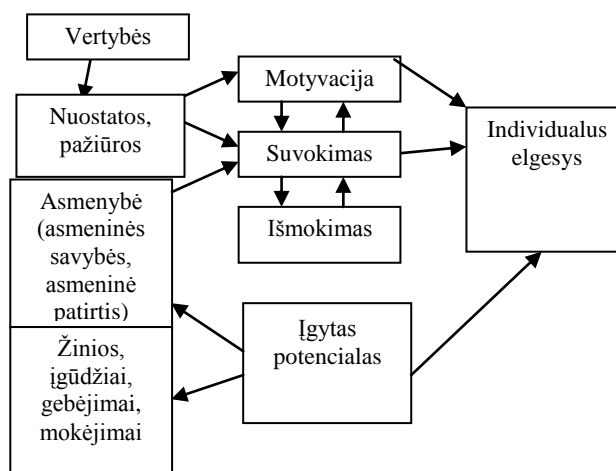 Vertybės
Nuostatos,
pažiūros
Asmenybė
(asmeninės
savybės,
asmeninė
patirtis)
Žinios,
įgūdžiai,
gebėjimai,
mokėjimai
Motyvacija
Suvokimas
Išmokimas
Įgytas
potencialas
Individualus
elgesys